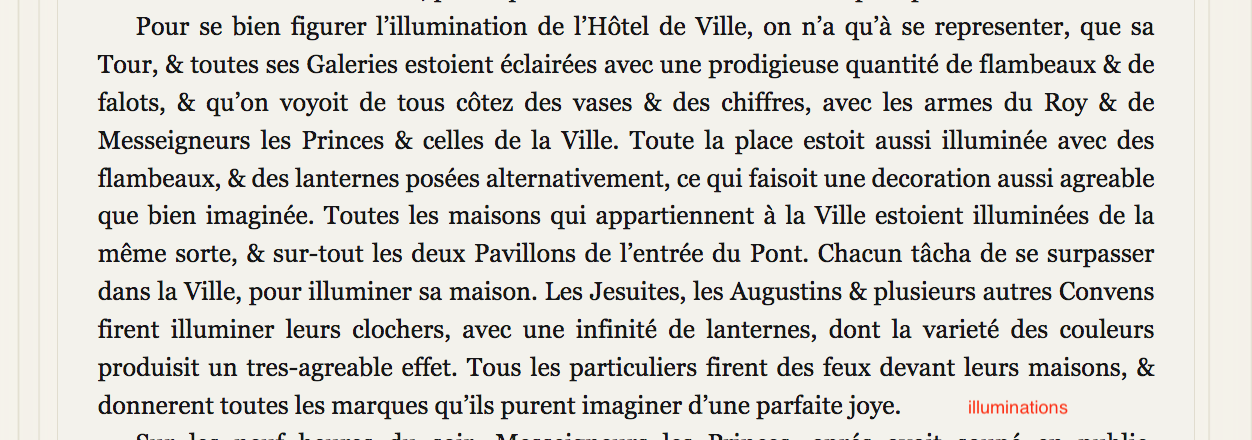 Pour se bien figurer l’illumination de l’Hôtel de Ville, on n’a qu’à se representer, que sa
Tour, & toutes ses Galeries estoient éclairées avec une prodigieuse quantité de flambeaux & de
falots, & qu’on voyoit de tous côtez des vases & des chiffres, avec les armes du Roy & de
Messeigneurs les Princes & celles de la Ville. Toute la place estoit aussi illuminée avec des
flambeaux, & des lanternes posées alternativement, ce qui faisoit une decoration aussi agreable
que bien imaginée. Toutes les maisons qui appartiennent à la Ville estoient illuminées de la
même sorte, & sur-tout les deux Pavillons de l’entrée du Pont. Chacun tâcha de se surpasser
dans la Ville, pour illuminer sa maison. Les Jesuites, les Augustins & plusieurs autres Convens
firent illuminer leurs clochers, avec une infinité de lanternes, dont la varieté des couleurs
produisit un tres-agreable effet. Tous les particuliers firent des feux devant leurs maisons, &
donnerent toutes les marques qu’ils purent imaginer d’une parfaite joye.
illuminations